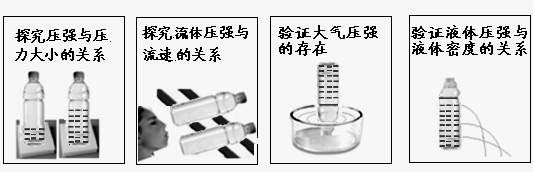 探究压强与压
力大小的关系
探究流体压强与
流速的关系
验证大气压强
的存在
验证液体压强与
液体密度的关系